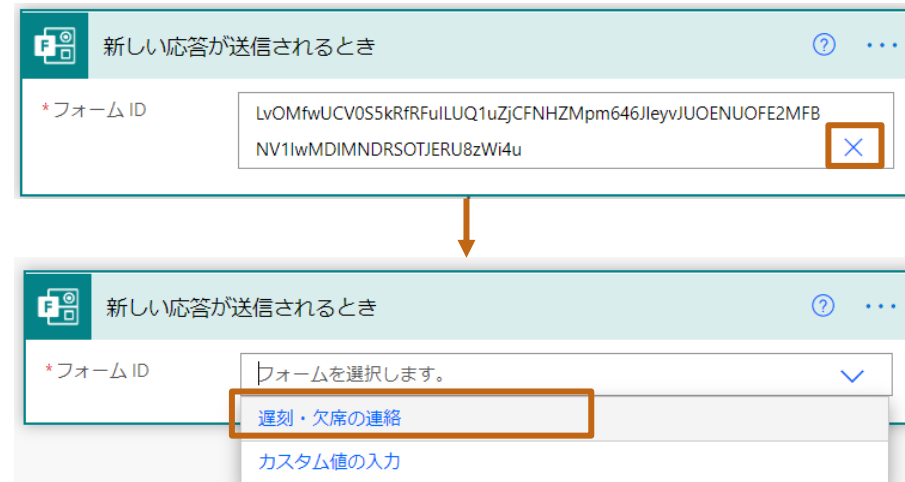 新しい応答が送信されるとき
*フォーム ID
LvOMfwUCV0S5kRfRFuILUQ1uZjCFNHZMpm646JIeyvJUOENUOFE2MFB
NV1IwMDlMNDRSOTJERU8zWi4u
新しい応答が送信されるとき
*フォーム ID
フォームを選択します。
遅刻・欠席の連絡
カスタム値の入力